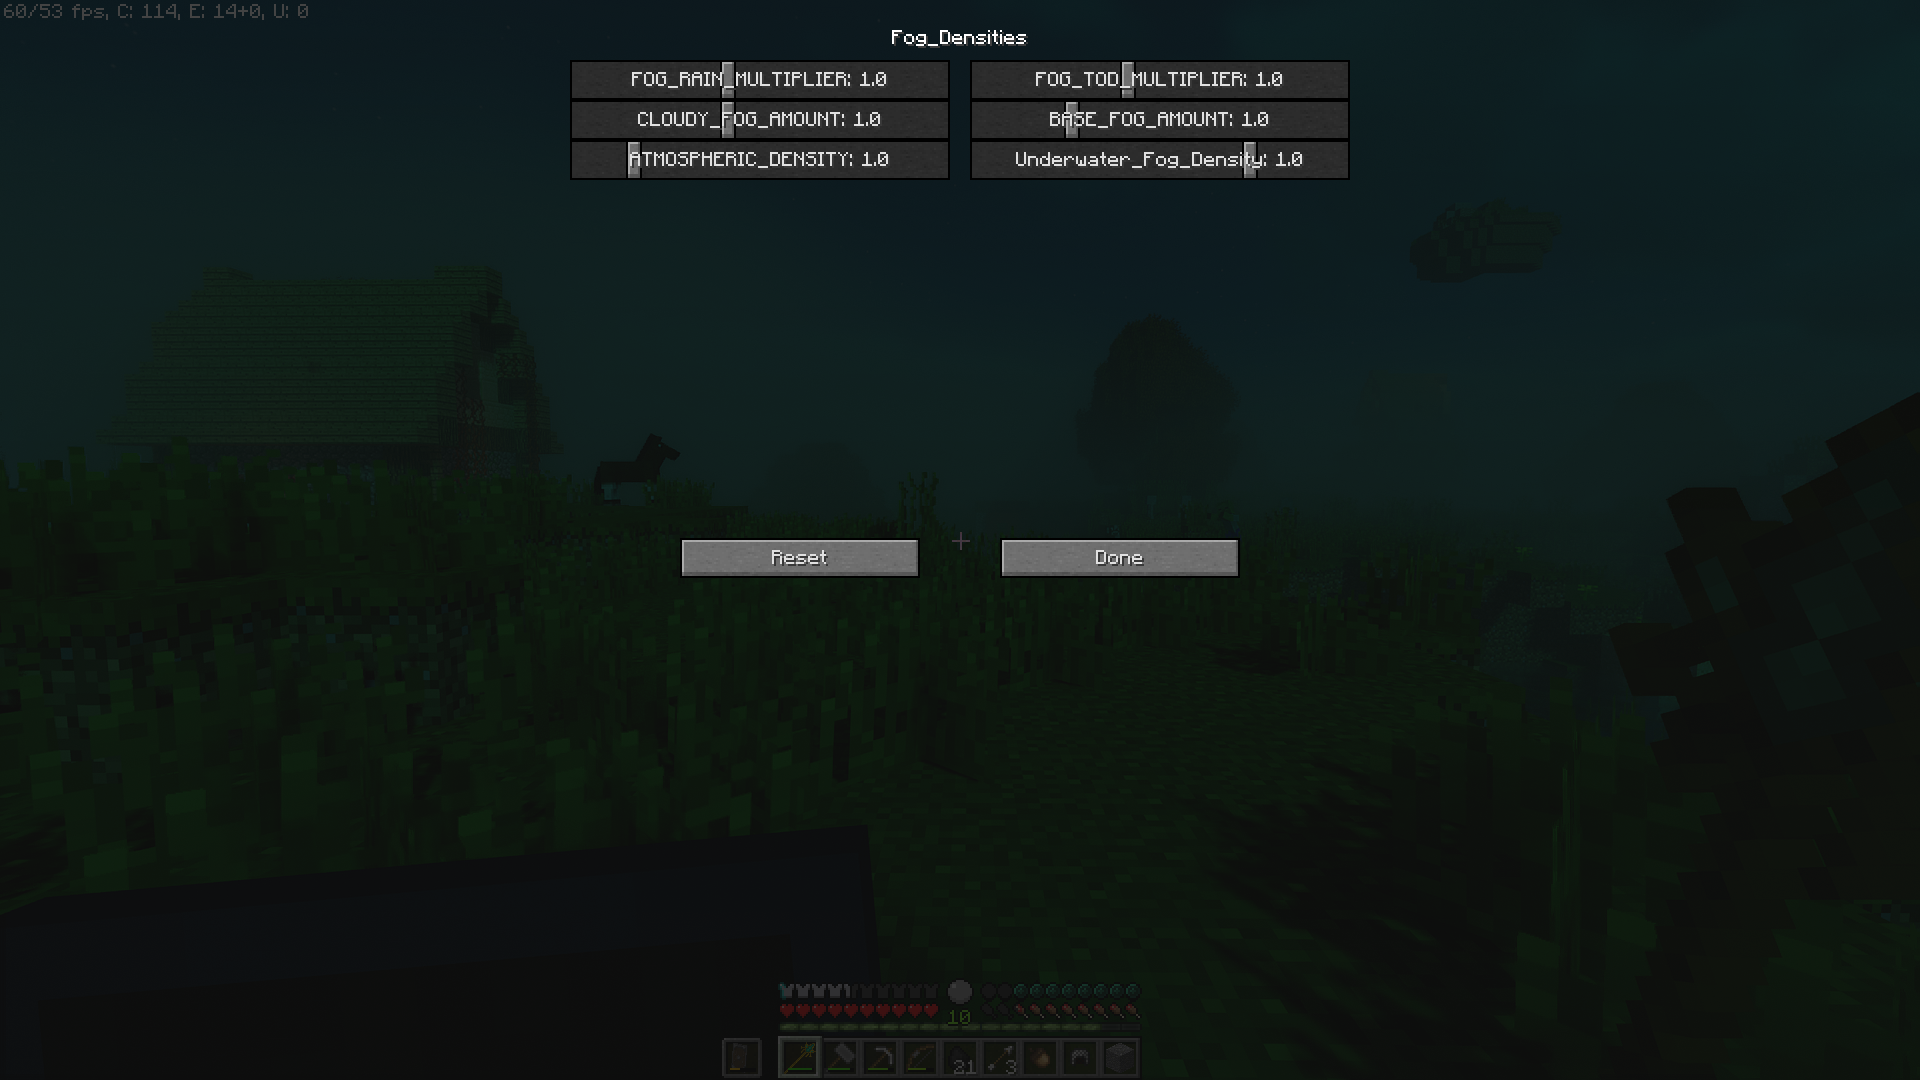 60/53 fps, C: 114, E: 14+0, U: 0
Fog_Densities
FOG_RAIN_MULTIPLIER: 1.0
FOG_TOD_MULTIPLIER: 1.0
CLOUDY_FOG_AMOUNT: 1.0
BASE_FOG_AMOUNT: 1.0
ATMOSPHERIC_DENSITY: 1.0
Underwater_Fog_Density: 1.0
Reset
Done
10
21
3